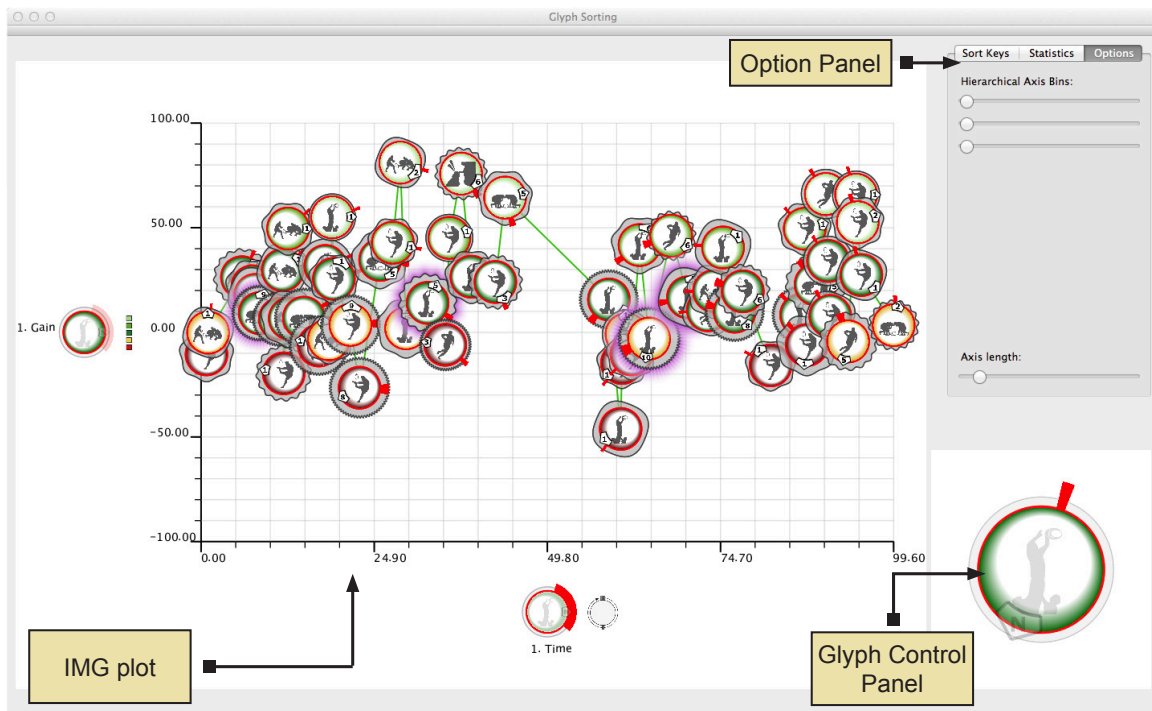 Glyph Sorting
Option Panel
Sort Keys Statistics Options
Hierarchical Axis Bins:
Axis length:
100.00
50.00
0.00
-50.00
-100.00
1. Gain
0.00 24.90 49.80 74.70 99.60
1. Time
IMG plot
Glyph Control
Panel
N